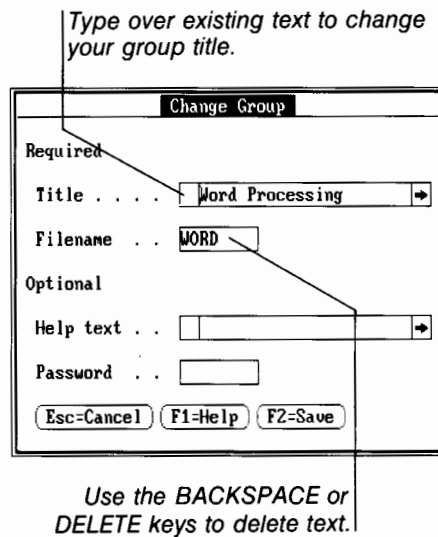 Type over existing text to change
your group title.
Change Group
Required
Title . . . . Word Processing
Filename . . WORD
Optional
Help text . .
Password . .
Esc=Cancel F1=Help F2=Save
Use the BACKSPACE or
DELETE keys to delete text.